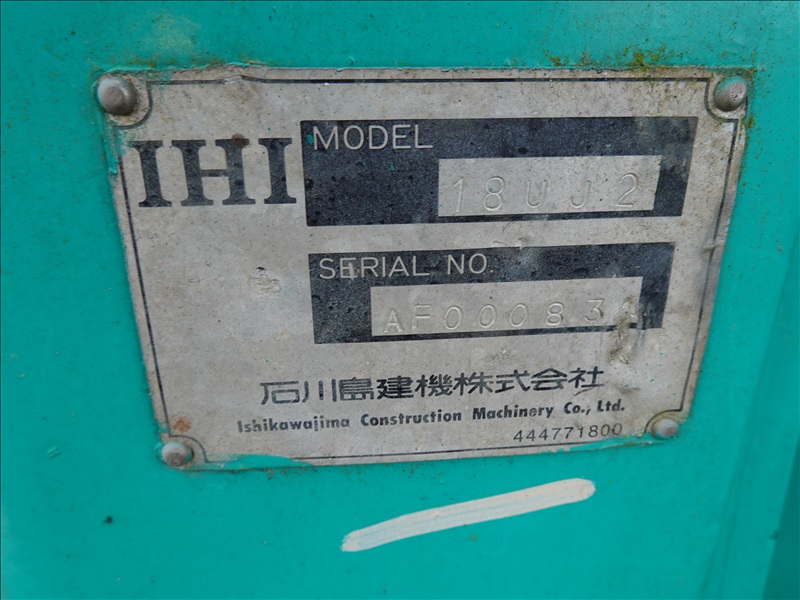 IHI
MODEL
18UJ2
SERIAL NO.
石川島建機株式会社
Ishikawajima Construction Machinery Co., Ltd.
444771800